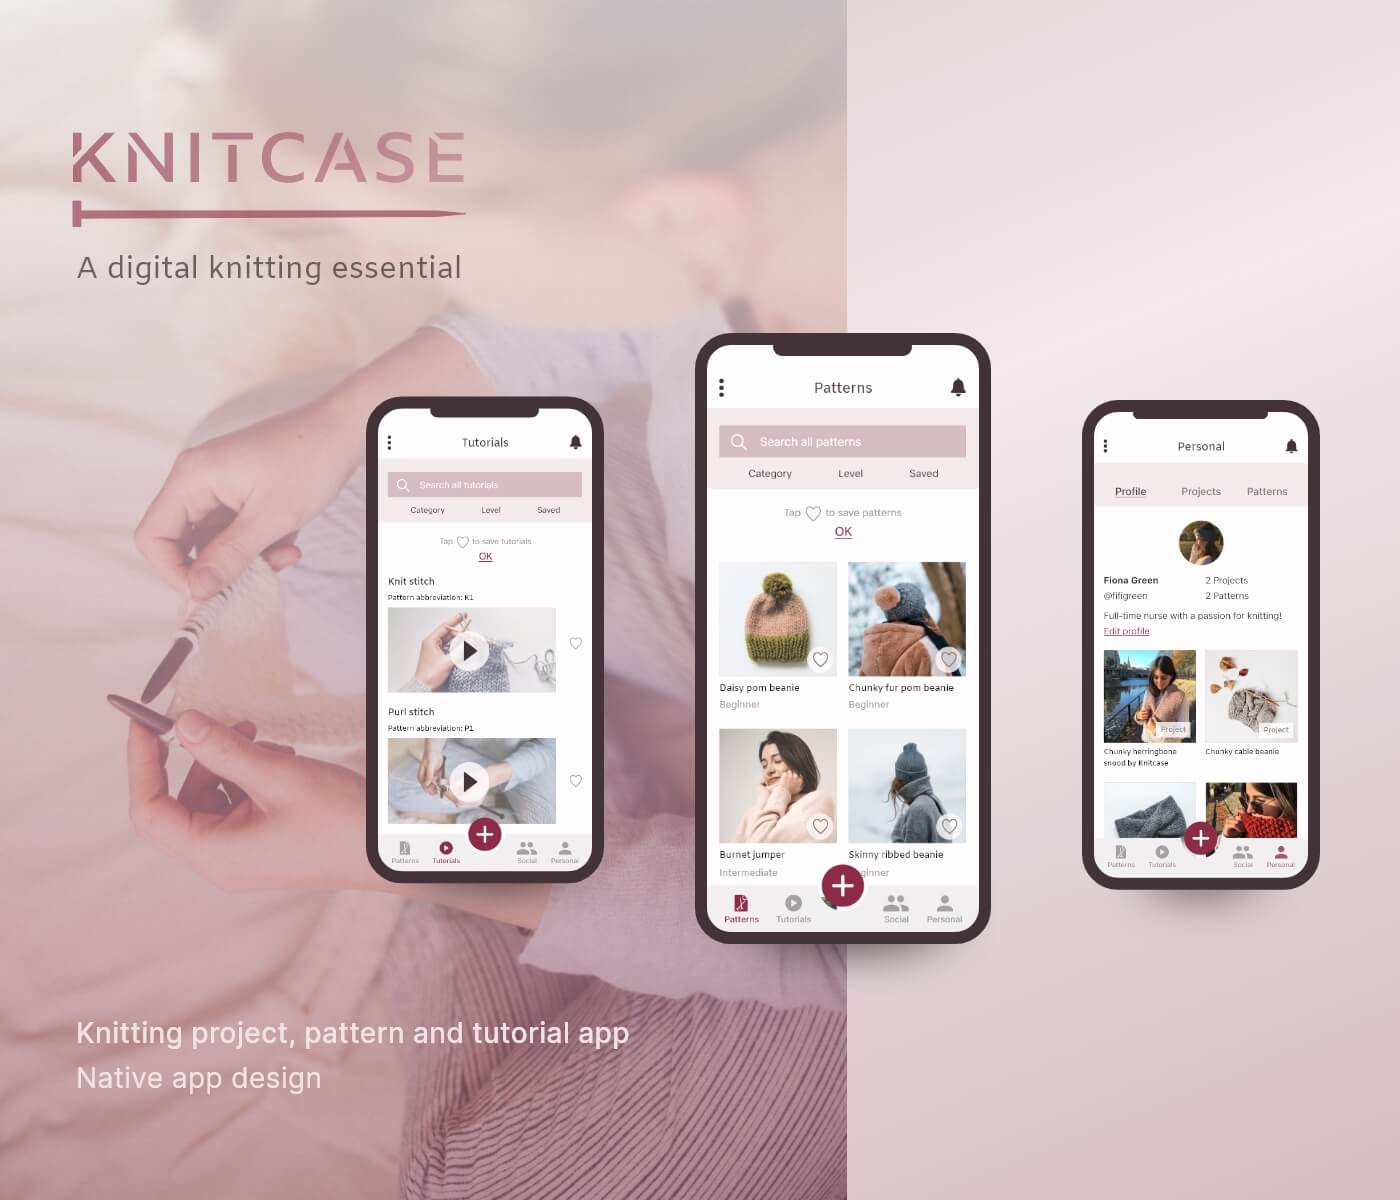 KNITCASE
A digital knitting essential
Tutorials
Search all tutorials
Category Level Saved
Tap to save tutorials
OK
Knit stitch
Pattern abbreviation: K1
Purl stitch
Pattern abbreviation: P1
Patterns Tutorials Social Personal
Patterns
Search all patterns
Category Level Saved
Tap to save patterns
OK
Daisy pom beanie
Beginner
Chunky fur pom beanie
Beginner
Burnet jumper
Intermediate
Skinny ribbed beanie
ginner
Patterns Tutorials Social Personal
Personal
Profile Projects Patterns
Fiona Green 2 Projects
@fifigreen 2 Patterns
Full-time nurse with a passion for knitting!
Edit profile
Project
Chunky herringbone
snood by Knitcase
Project
Chunky cable beanie
Patterns Tutorials Social Personal
Knitting project, pattern and tutorial app
Native app design